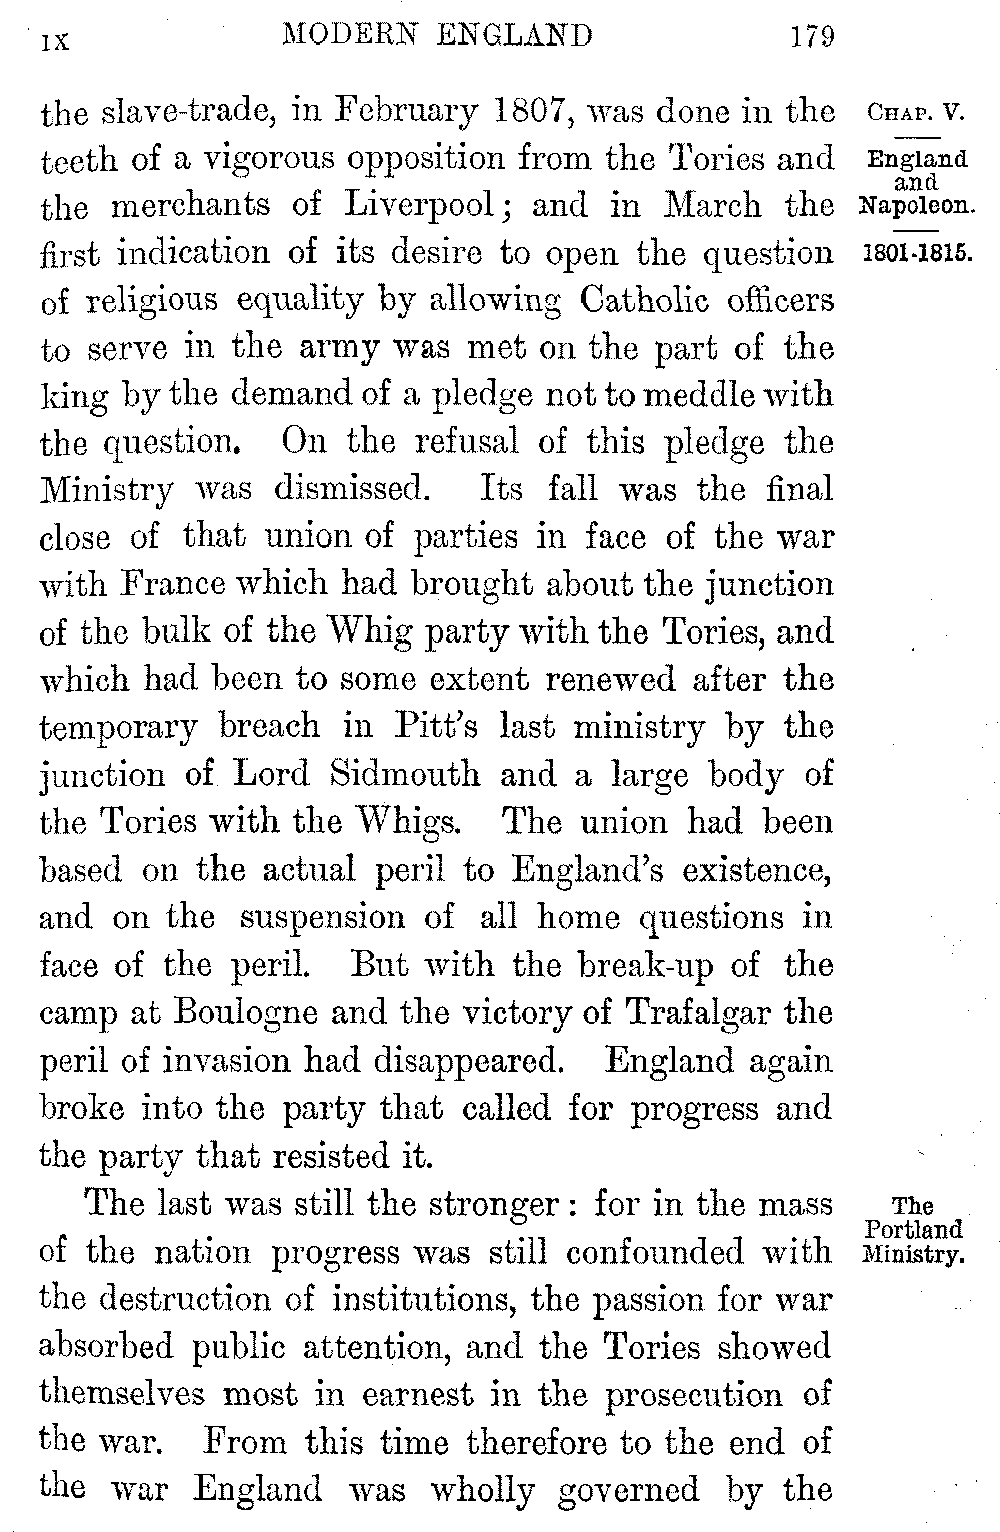 IX MODERN ENGLAND 179
the slave-trade, in February 1807, was done in the
teeth of a vigorous opposition from the Tories and
the merchants of Liverpool; and in March the
first indication of its desire to open the question
of religious equality by allowing Catholic officers
to serve in the army was met on the part of the
king by the demand of a pledge not to meddle with
the question. On the refusal of this pledge the
Ministry was dismissed. Its fall was the final
close of that union of parties in face of the war
with France which had brought about the junction
of the bulk of the Whig party with the Tories, and
which had been to some extent renewed after the
temporary breach in Pitt's last ministry by the
junction of Lord Sidmouth and a large body of
the Tories with the Whigs. The union had been
based on the actual peril to England's existence,
and on the suspension of all home questions in
face of the peril. But with the break-up of the
camp at Boulogne and the victory of Trafalgar the
peril of invasion had disappeared. England again
broke into the party that called for progress and
the party that resisted it.
The last was still the stronger: for in the mass
of the nation progress was still confounded with
the destruction of institutions, the passion for war
absorbed public attention, and the Tories showed
themselves most in earnest in the prosecution of
the war. From this time therefore to the end of
the war England was wholly governed by the
CHAP. V.
England
and
Napoleon.
1801-1815.
The
Portland
Ministry.